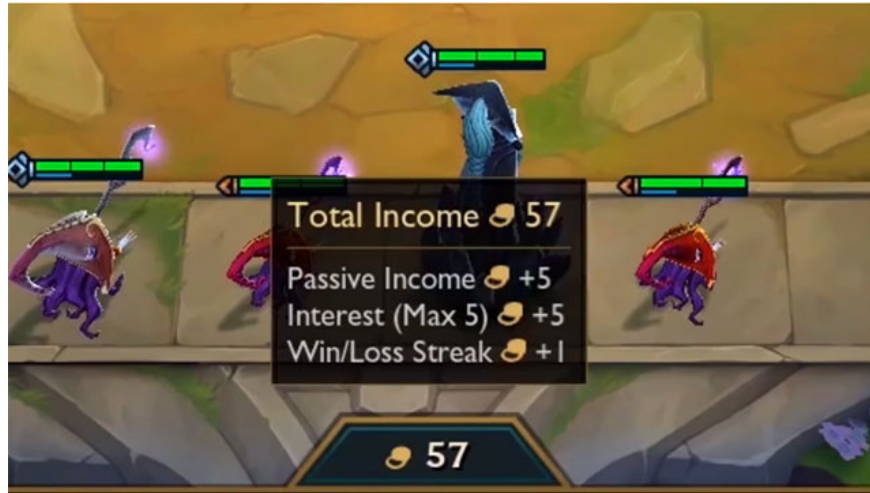 Total Income 57
Passive Income +5
Interest (Max 5) +5
Win/Loss Streak +1
57